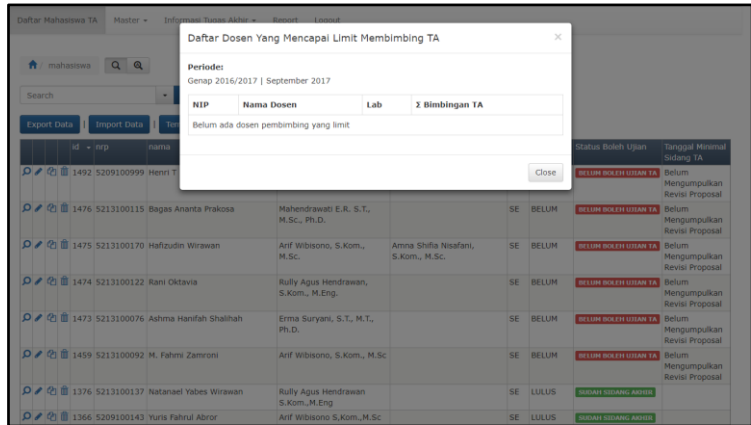 Daftar Mahasiswa TA Master Informasi Tugas Akhir Report Logout
Daftar Dosen Yang Mencapai Limit Membimbing TA ×
mahasiswa
Periode:
Genap 2016/2017 | September 2017
Search
NIP Nama Dosen Lab Σ Bimbingan TA
Belum ada dosen pembimbing yang limit
Export Data | Import Data |
Close
id nrp nama Status Boleh Ujian Tanggal Minimal
Sidang TA
1492 5209100999 Henri T BELUM BOLEH UJIAN TA Belum
Mengumpulkan
Revisi Proposal
1476 5213100115 Bagas Ananta Prakosa Mahendrawati E.R. S.T., SE BELUM BELUM BOLEH UJIAN TA Belum
M.Sc., Ph.D. Mengumpulkan
Revisi Proposal
1475 5213100170 Hafizudin Wirawan Arif Wibisono, S.Kom., Amna Shifia Nisafani, SE BELUM BELUM BOLEH UJIAN TA Belum
M.Sc. S.Kom., M.Sc. Mengumpulkan
Revisi Proposal
1474 5213100122 Rani Oktavia Rully Agus Hendrawan, SE BELUM BELUM BOLEH UJIAN TA Belum
S.Kom., M.Eng. Mengumpulkan
Revisi Proposal
1473 5213100076 Ashma Hanifah Shalihah Erma Suryani, S.T., M.T., SE BELUM BELUM BOLEH UJIAN TA Belum
Ph.D. Mengumpulkan
Revisi Proposal
1459 5213100092 M. Fahmi Zamroni Arif Wibisono, S.Kom., M.Sc SE BELUM BELUM BOLEH UJIAN TA Belum
Mengumpulkan
Revisi Proposal
1376 5213100137 Natanael Yabes Wirawan Rully Agus Hendrawan SE LULUS SUDAH SIDANG AKHIR
S.Kom.,M.Eng
1366 5209100143 Yuris Fahrul Abror Arif Wibisono S,Kom.,M.Sc SE LULUS SUDAH SIDANG AKHIR